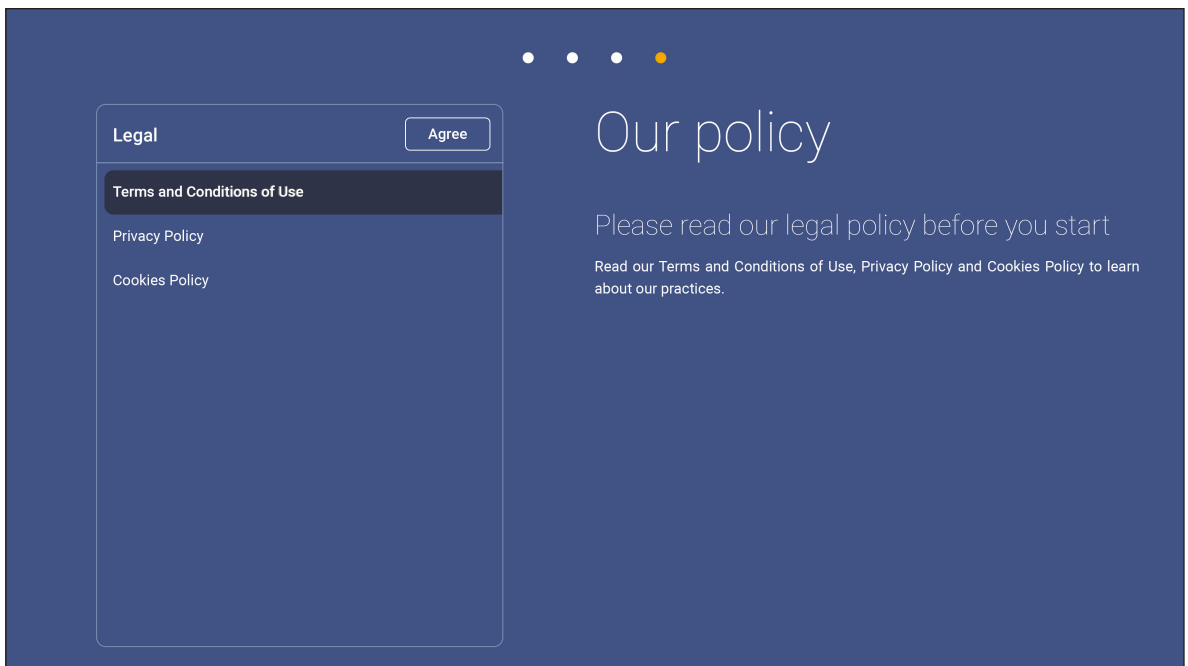 Legal
Agree
Terms and Conditions of Use
Privacy Policy
Cookies Policy
Our policy
Please read our legal policy before you start
Read our Terms and Conditions of Use, Privacy Policy and Cookies Policy to learn
about our practices.